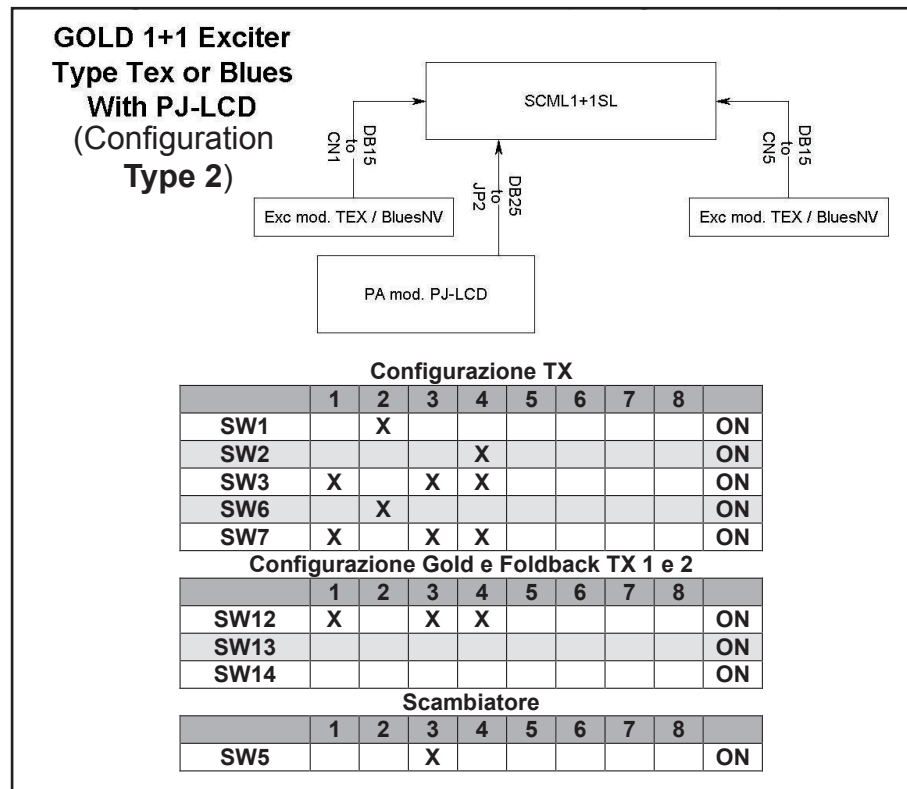 GOLD 1+1 Exciter
Type Tex or Blues
With PJ-LCD
(Configuration
Type 2)
SCML1+1SL
DB15
to
CN1
DB25
to
JP2
DB15
to
CN5
Exc mod. TEX / BluesNV
Exc mod. TEX / BluesNV
PA mod. PJ-LCD
Configurazione TX
1 2 3 4 5 6 7 8
SW1 X ON
SW2 X ON
SW3 X X X ON
SW6 X ON
SW7 X X X ON
Configurazione Gold e Foldback TX 1 e 2
1 2 3 4 5 6 7 8
SW12 X X X ON
SW13 ON
SW14 ON
Scambiatore
1 2 3 4 5 6 7 8
SW5 X ON